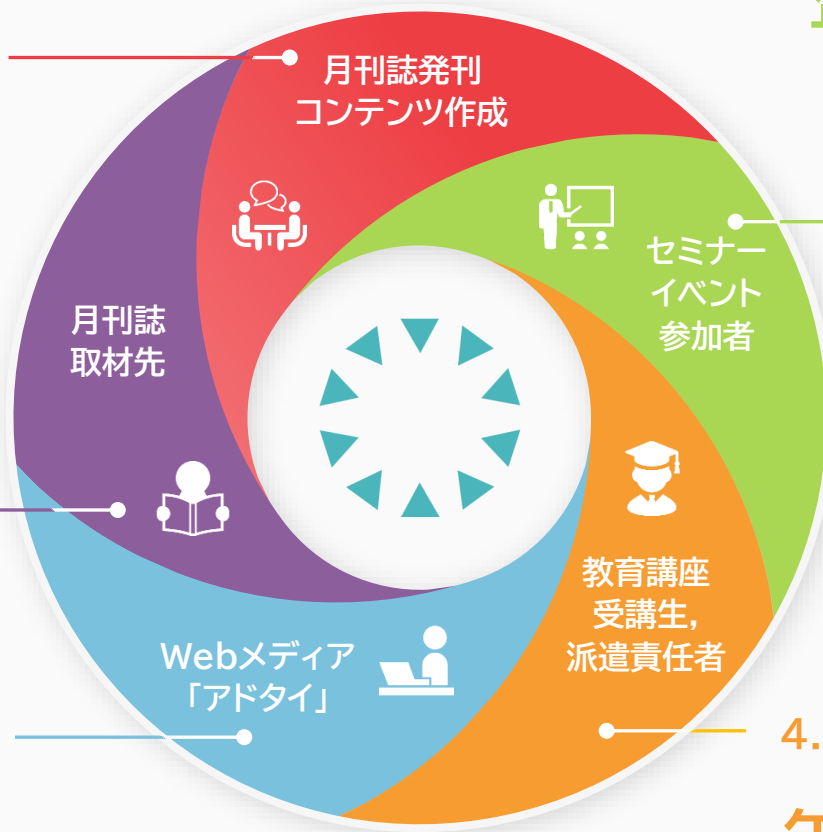 月刊誌発刊
コンテンツ作成
セミナー
イベント
参加者
月刊誌
取材先
教育講座
受講生,
派遣責任者
Webメディア
「アドタイ」
4.